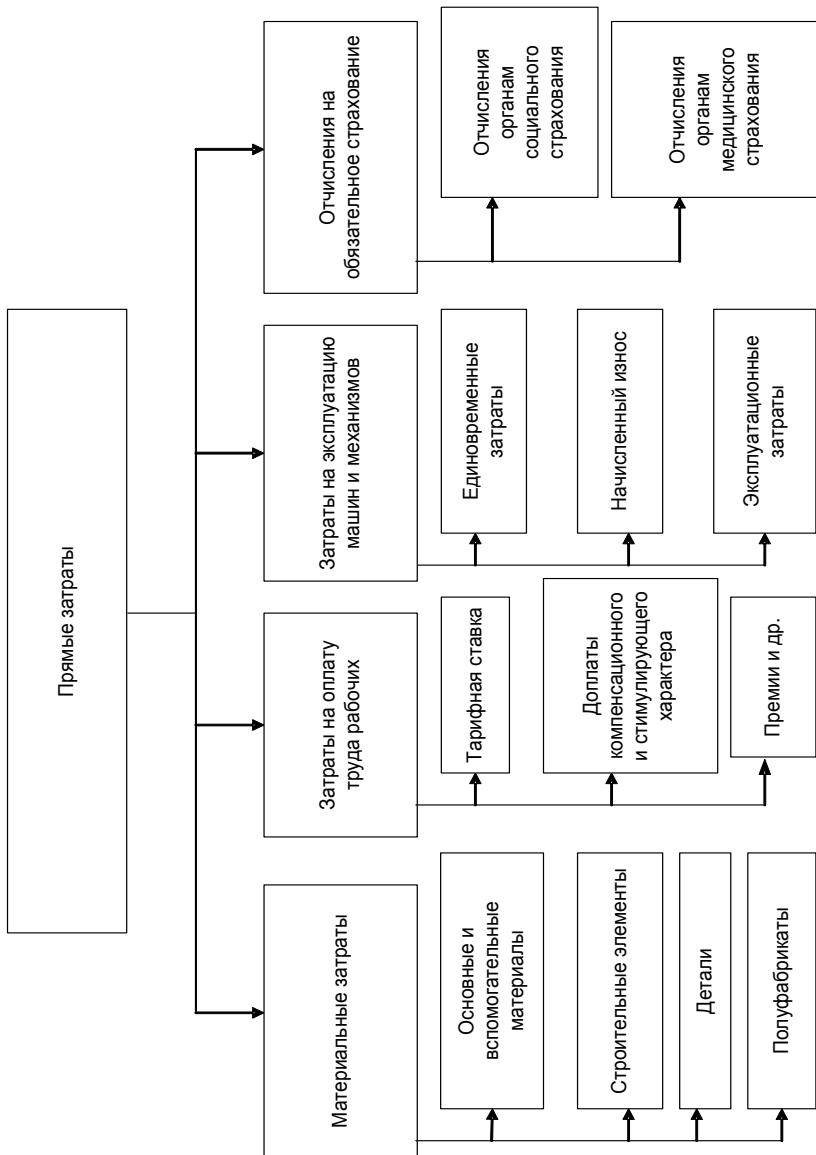 Прямые затраты
Материальные затраты
Основные и
вспомогательные
материалы
Строительные элементы
Детали
Полуфабрикаты
Затраты на оплату
труда рабочих
Тарифная ставка
Доплаты
компенсационного
и стимулирующего
характера
Премии и др.
Затраты на эксплуатацию
машин и механизмов
Единовременные
затраты
Начисленный износ
Эксплуатационные
затраты
Отчисления на
обязательное страхование
Отчисления
органам
социального
страхования
Отчисления
органам
медицинского
страхования